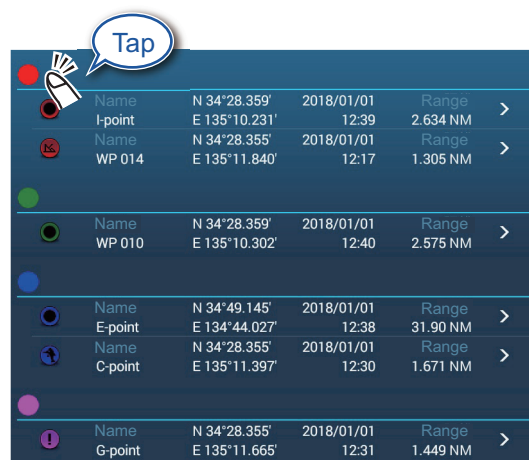 Tap
Name N 34°28.359' 2018/01/01 Range
I-point E 135°10.231' 12:39 2.634 NM >
Name N 34°28.355' 2018/01/01 Range
WP 014 E 135°11.840' 12:17 1.305 NM >
Name N 34°28.359' 2018/01/01 Range
WP 010 E 135°10.302' 12:40 2.575 NM >
Name N 34°49.145' 2018/01/01 Range
E-point E 134°44.027' 12:38 31.90 NM >
Name N 34°28.355' 2018/01/01 Range
C-point E 135°11.397' 12:30 1.671 NM >
Name N 34°28.355' 2018/01/01 Range
G-point E 135°11.665' 12:31 1.449 NM >